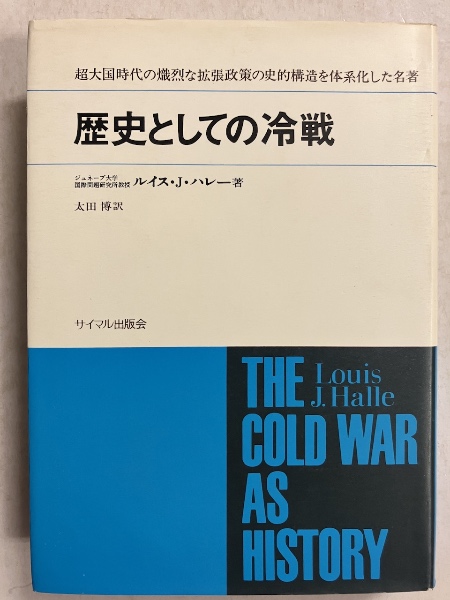 超大国時代の熾烈な拡張政策の史的構造を体系化した名著
歴史としての冷戦
ジュネーブ大学
国際問題研究所教授 ルイス・J・ハレー著
太田 博訳
サイマル出版会
THE Louis
J. Halle
COLD WAR
AS
HISTORY